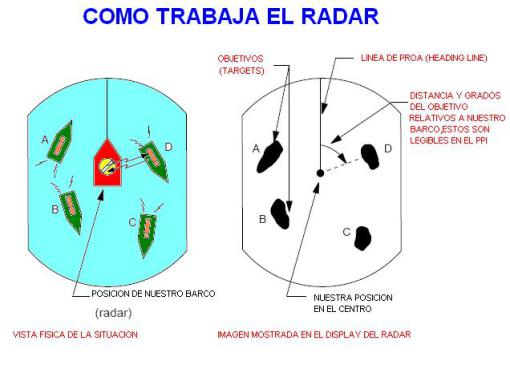 COMO TRABAJA EL RADAR
OBJETIVOS
(TARGETS)
LINEA DE PROA (HEADING LINE)
DISTANCIA Y GRADOS
DEL OBJETIVO
RELATIVOS A NUESTRO
BARCO,ESTOS SON
LEGIBLES EN EL PPI
A
D
B
C
A
D
B
C
POSICION DE NUESTRO BARCO
(radar)
NUESTRA POSICION
EN EL CENTRO
VISTA FISICA DE LA SITUACION
IMAGEN MOSTRADA EN EL DISPLAY DEL RADAR